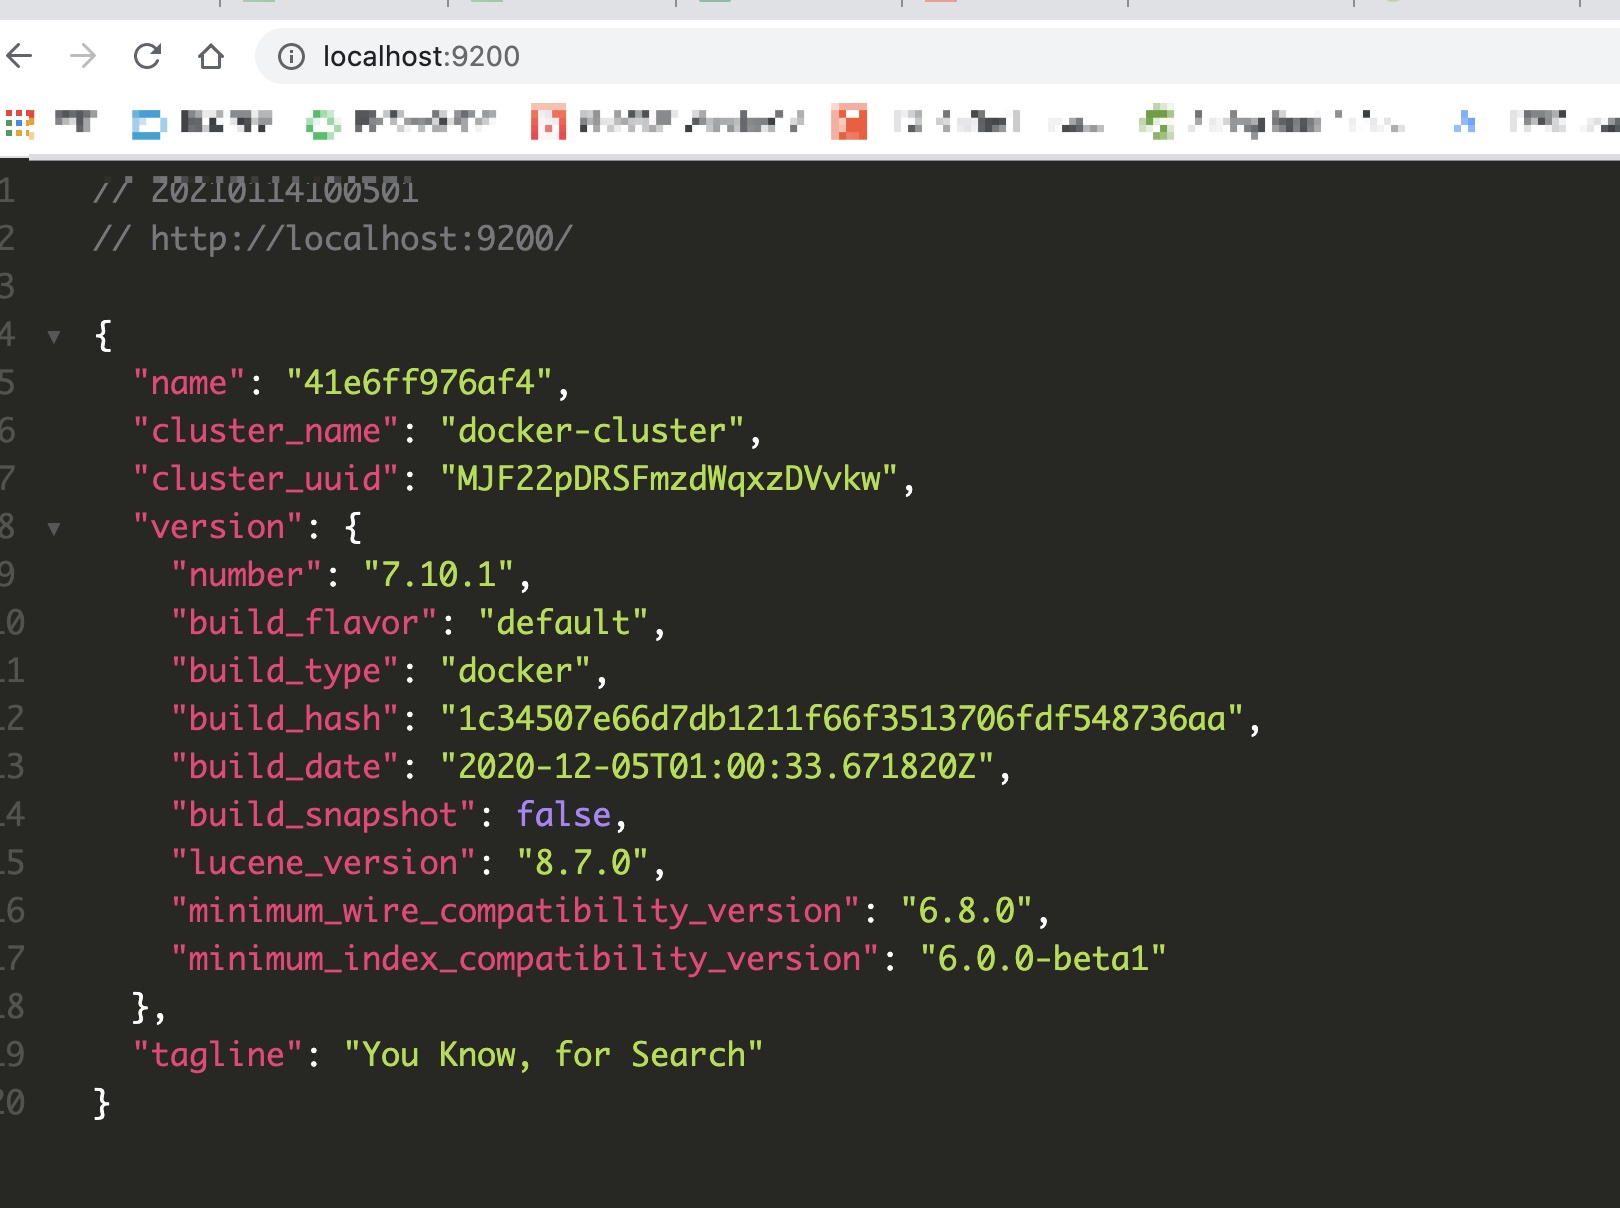 localhost:9200
1 // 20210114100501
2 // http://localhost:9200/
3
4 ▼ {
5 "name": "41e6ff976af4",
6 "cluster_name": "docker-cluster",
7 "cluster_uuid": "MJF22pDRSFmzdWqxzDVvkw",
8 ▼ "version": {
9 "number": "7.10.1",
10 "build_flavor": "default",
11 "build_type": "docker",
12 "build_hash": "1c34507e66d7db1211f66f3513706fdf548736aa",
13 "build_date": "2020-12-05T01:00:33.671820Z",
14 "build_snapshot": false,
15 "lucene_version": "8.7.0",
16 "minimum_wire_compatibility_version": "6.8.0",
17 "minimum_index_compatibility_version": "6.0.0-beta1"
18 },
19 "tagline": "You Know, for Search"
20 }